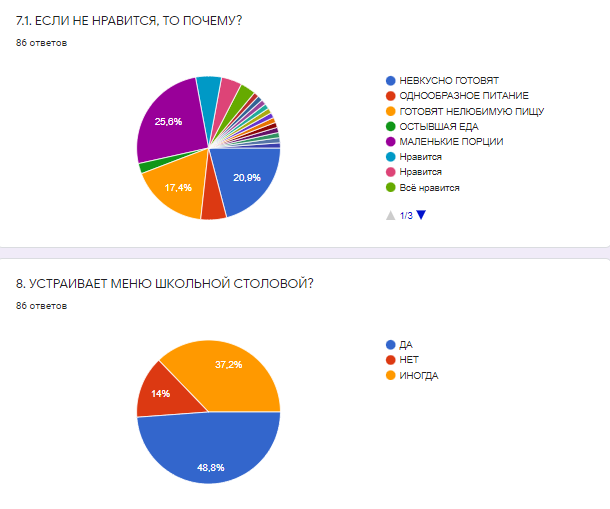 7.1. ЕСЛИ НЕ НРАВИТСЯ, ТО ПОЧЕМУ?
86 ответов
НЕВКУСНО ГОТОВЯТ
ОДНООБРАЗНОЕ ПИТАНИЕ
ГОТОВЯТ НЕЛЮБИМУЮ ПИЩУ
ОСТЫВШАЯ ЕДА
МАЛЕНЬКИЕ ПОРЦИИ
Нравится
Нравится
Всё нравится
1/3
25,6%
20,9%
17,4%
8. УСТРАИВАЕТ МЕНЮ ШКОЛЬНОЙ СТОЛОВОЙ?
86 ответов
ДА
НЕТ
ИНОГДА
37,2%
14%
48,8%